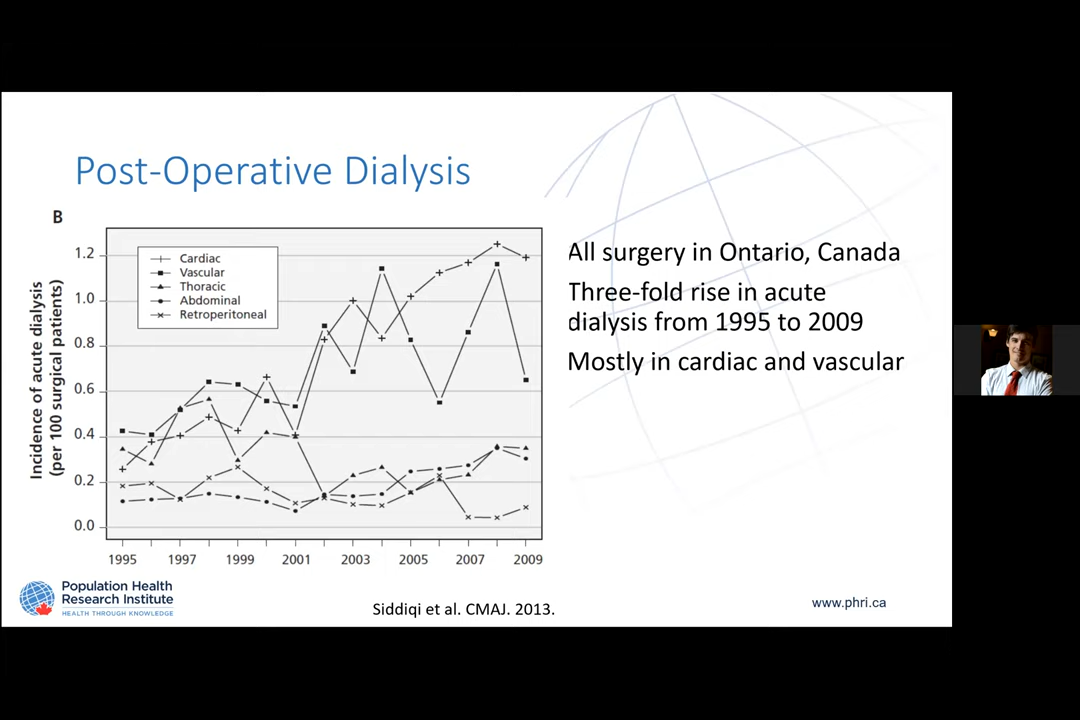 Post-Operative Dialysis
B
Incidence of acute dialysis
(per 100 surgical patients)
1.2
1.0
0.8
0.6
0.4
0.2
0.0
Cardiac
Vascular
Thoracic
Abdominal
Retroperitoneal
1995 1997 1999 2001 2003 2005 2007 2009
All surgery in Ontario, Canada
Three-fold rise in acute
dialysis from 1995 to 2009
Mostly in cardiac and vascular
Population Health
Research Institute
HEALTH THROUGH KNOWLEDGE
Siddiqi et al. CMAJ. 2013.
www.phri.ca